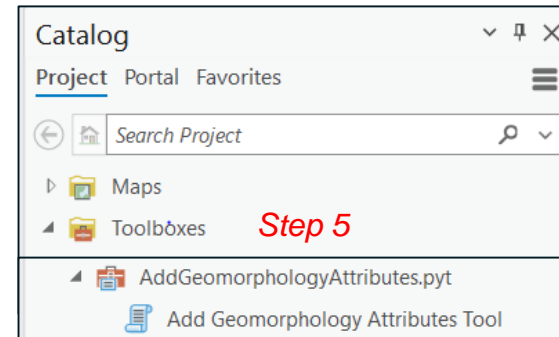 Catalog
Project Portal Favorites
Search Project
Maps
Toolboxes Step 5
AddGeomorphologyAttributes.pyt
Add Geomorphology Attributes Tool